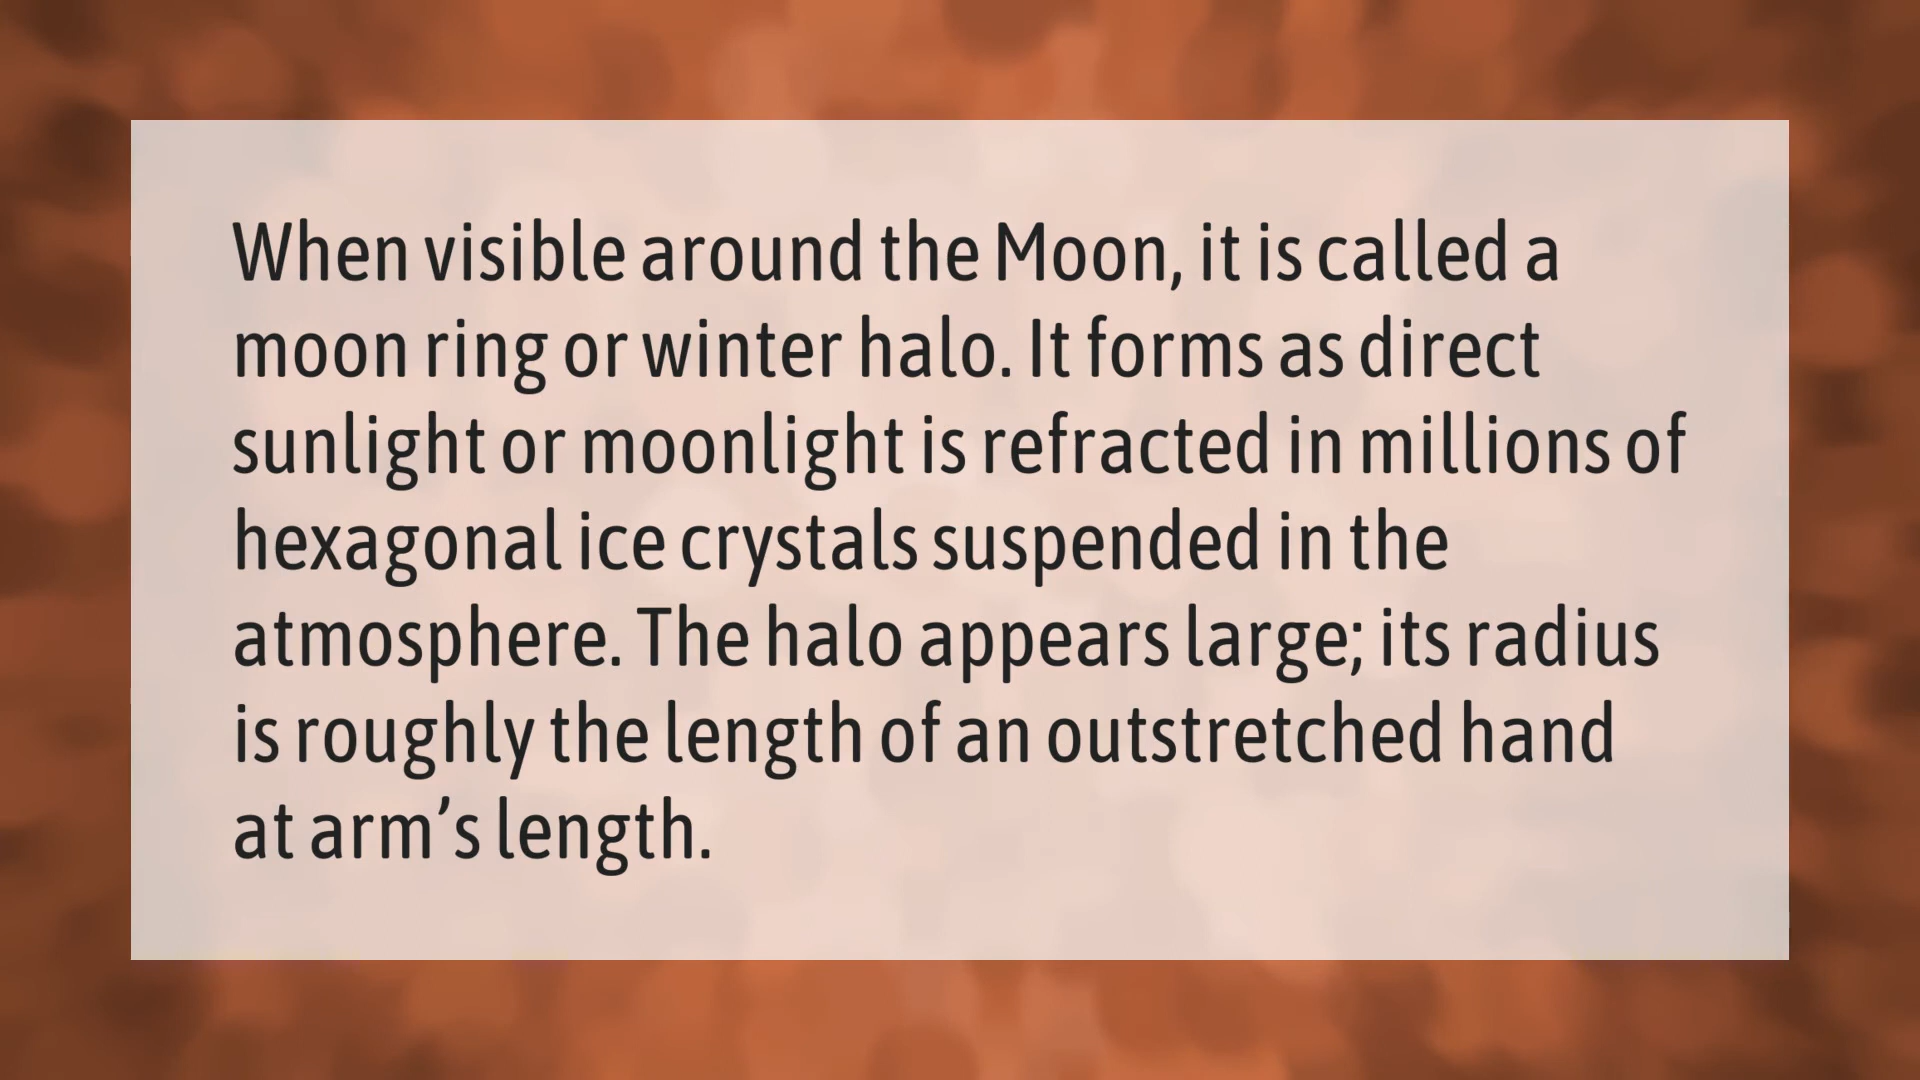 When visible around the Moon, it is called a
moon ring or winter halo. It forms as direct
sunlight or moonlight is refracted in millions of
hexagonal ice crystals suspended in the
atmosphere. The halo appears large; its radius
is roughly the length of an outstretched hand
at arm’s length.